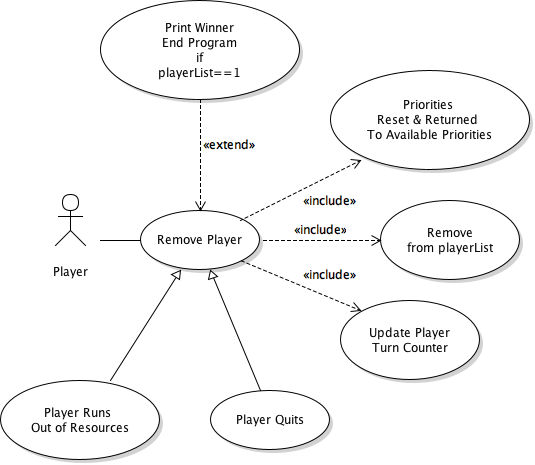 Print Winner
End Program
if
playerList==1
Priorities
Reset & Returned
To Available Priorities
«extend»
«include»
Player
Remove Player
«include»
Remove
from playerList
«include»
Update Player
Turn Counter
Player Runs
Out of Resources
Player Quits